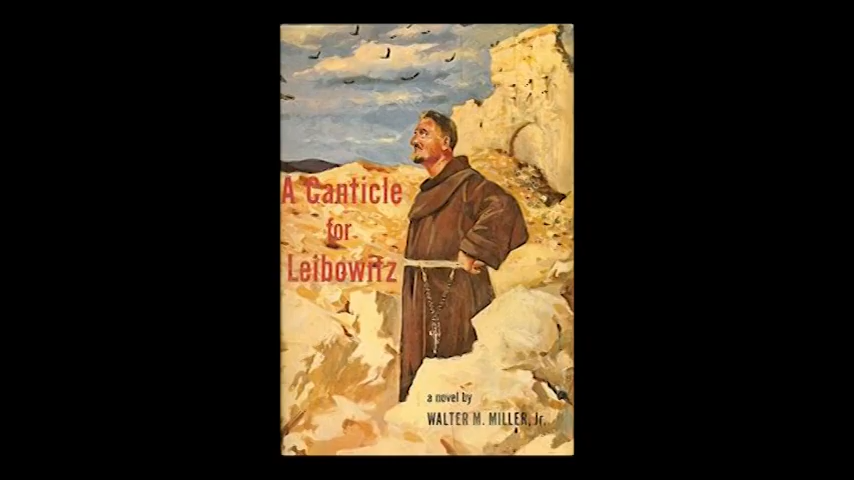 A Canticle
for
Leibowitz
a novel by
WALTER M. MILLER, Jr.